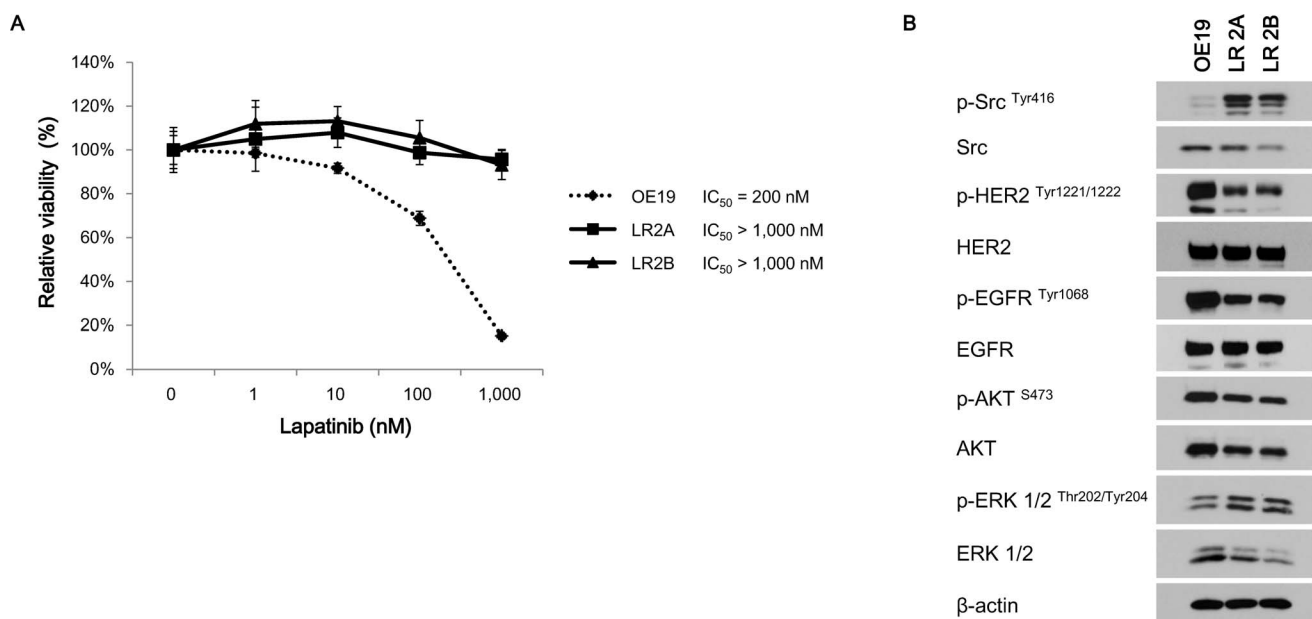 A
140%
120%
100%
80%
60%
40%
20%
0%
Relative viability (%)
0 1 10 100 1,000
Lapatinib (nM)
OE19 IC50 = 200 nM
LR2A IC50 > 1,000 nM
LR2B IC50 > 1,000 nM
B
OE19 LR 2A LR 2B
p-Src Tyr416
Src
p-HER2 Tyr1221/1222
HER2
p-EGFR Tyr1068
EGFR
p-AKT S473
AKT
p-ERK 1/2 Thr202/Tyr204
ERK 1/2
β-actin